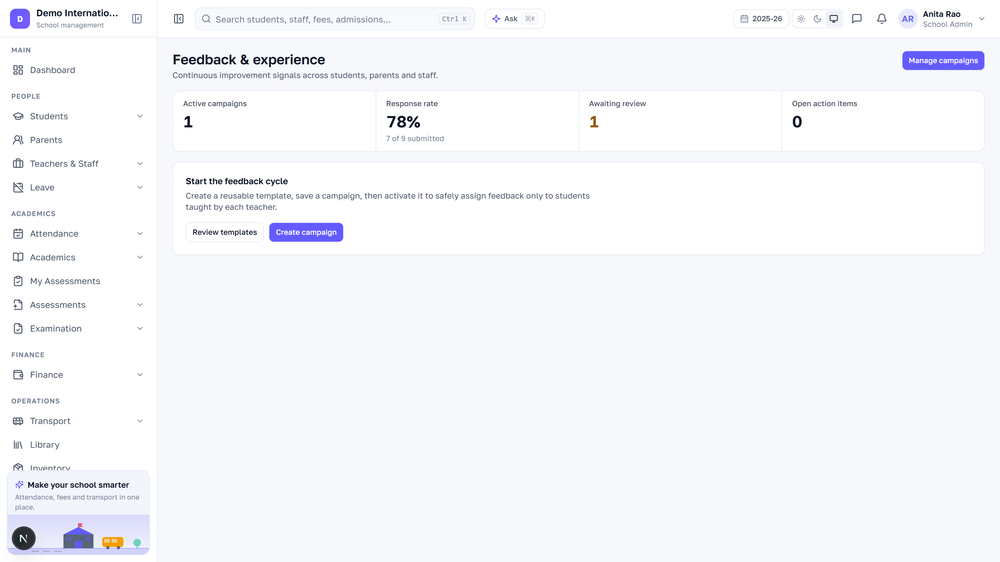 D
Demo Internatio...
School management
MAIN
Dashboard
PEOPLE
Students
Parents
Teachers & Staff
Leave
ACADEMICS
Attendance
Academics
My Assessments
Assessments
Examination
FINANCE
Finance
OPERATIONS
Transport
Library
Inventory
Make your school smarter
Attendance, fees and transport in one
place.
N
Search students, staff, fees, admissions...
Ctrl K
Ask
⌘K
2025-26
AR
Anita Rao
School Admin
Feedback & experience
Continuous improvement signals across students, parents and staff.
Manage campaigns
Active campaigns
1
Response rate
78%
7 of 9 submitted
Awaiting review
1
Open action items
0
Start the feedback cycle
Create a reusable template, save a campaign, then activate it to safely assign feedback only to students
taught by each teacher.
Review templates
Create campaign